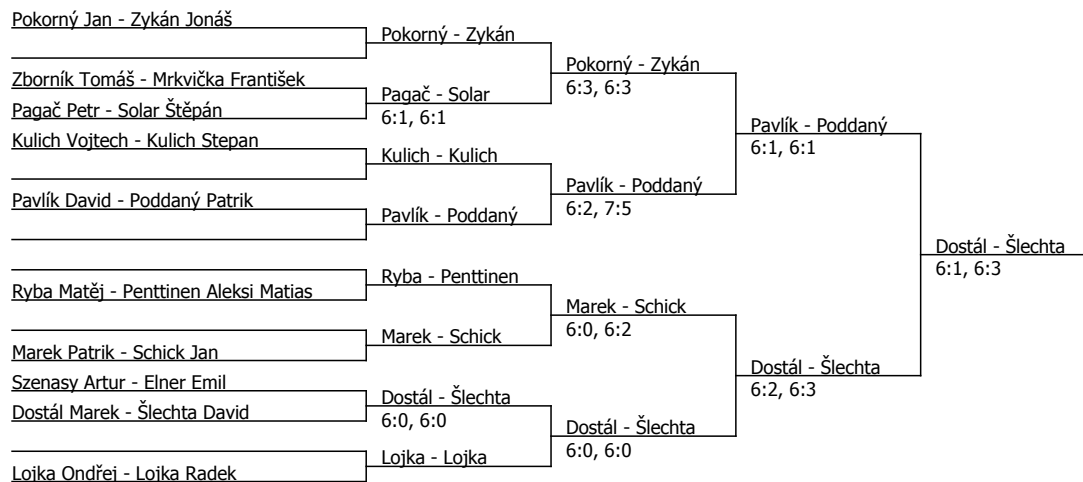 Pokorný Jan - Zykán Jonáš
Zborník Tomáš - Mrkvička František
Pagač Petr - Solar Štěpán
Kulich Vojtech - Kulich Stepan
Pavlík David - Poddaný Patrik
Ryba Matěj - Penttinen Aleksi Matias
Marek Patrik - Schick Jan
Szenasy Artur - Elner Emil
Dostál Marek - Šlechta David
Lojka Ondřej - Lojka Radek
Pokorný - Zykán
Pagač - Solar
6:1, 6:1
Kulich - Kulich
Pavlík - Poddaný
Ryba - Penttinen
Marek - Schick
Dostál - Šlechta
6:0, 6:0
Lojka - Lojka
Pokorný - Zykán
6:3, 6:3
Pavlík - Poddaný
6:2, 7:5
Marek - Schick
6:0, 6:2
Dostál - Šlechta
6:0, 6:0
Pavlík - Poddaný
6:1, 6:1
Dostál - Šlechta
6:2, 6:3
Dostál - Šlechta
6:1, 6:3